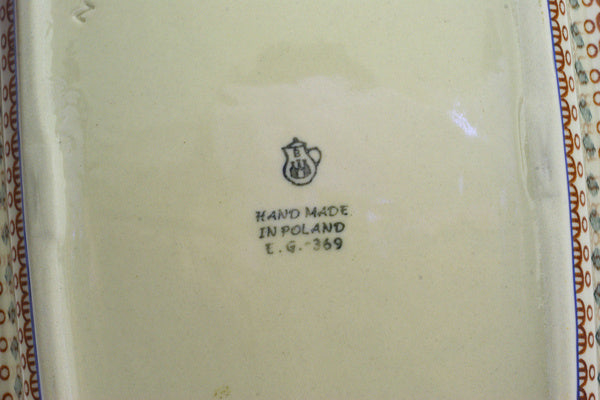 N
B
HAND MADE
IN POLAND
E.G.-369